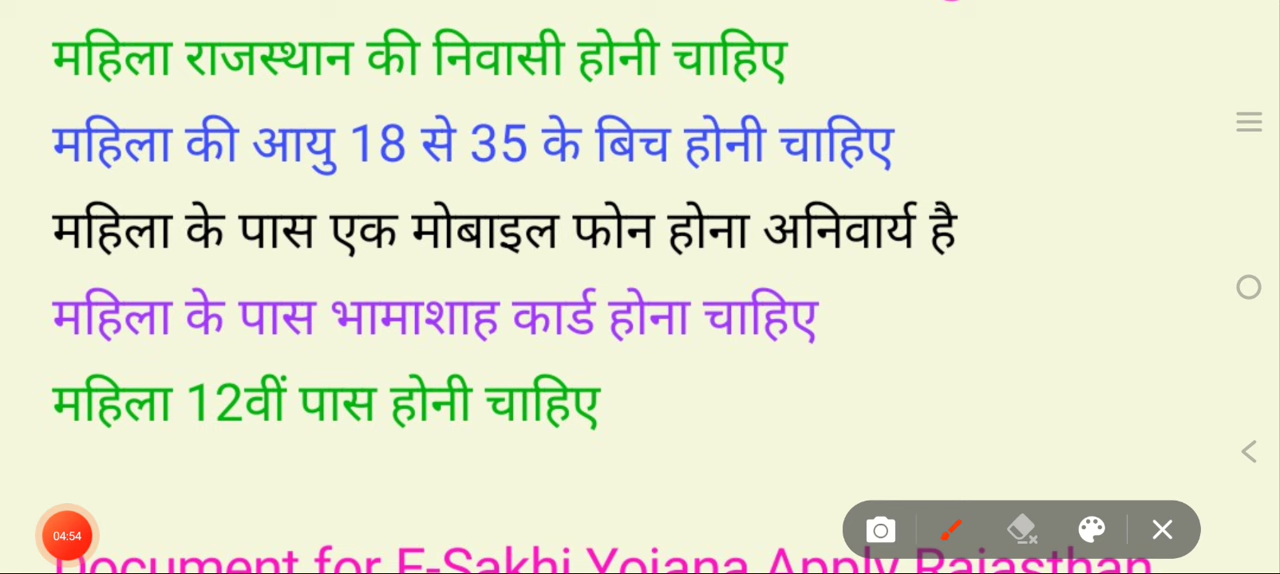 महिला राजस्थान की निवासी होनी चाहिए
महिला की आयु 18 से 35 के बिच होनी चाहिए
महिला के पास एक मोबाइल फोन होना अनिवार्य है
महिला के पास भामाशाह कार्ड होना चाहिए
महिला 12वीं पास होनी चाहिए
04:54
Document for E-Sakhi Yojana Apply Rajasthan